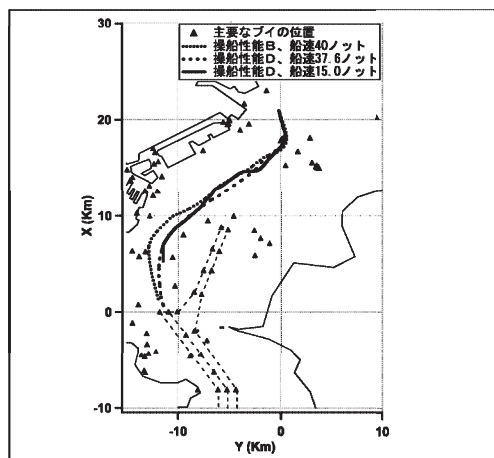 主要なブイの位置
操船性能B、船速40ノット
操船性能D、船速37.6ノット
操船性能D、船速15.0ノット
30
20
10
0
-10
X (Km)
-10
0
10
Y (Km)